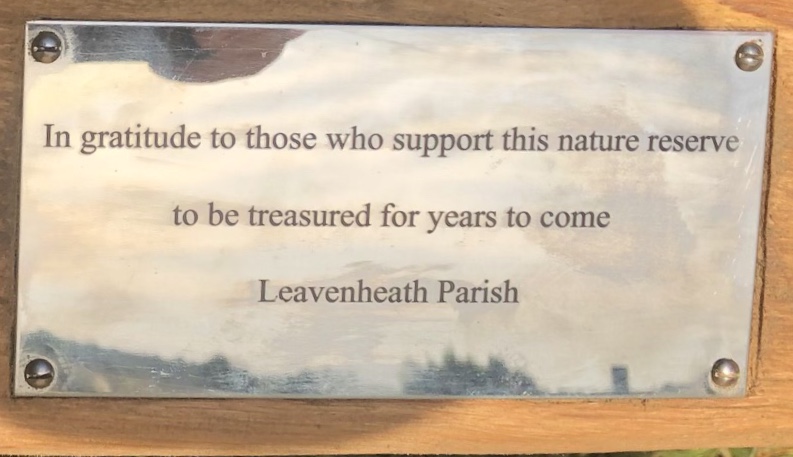 In gratitude to those who support this nature reserve
to be treasured for years to come
Leavenheath Parish